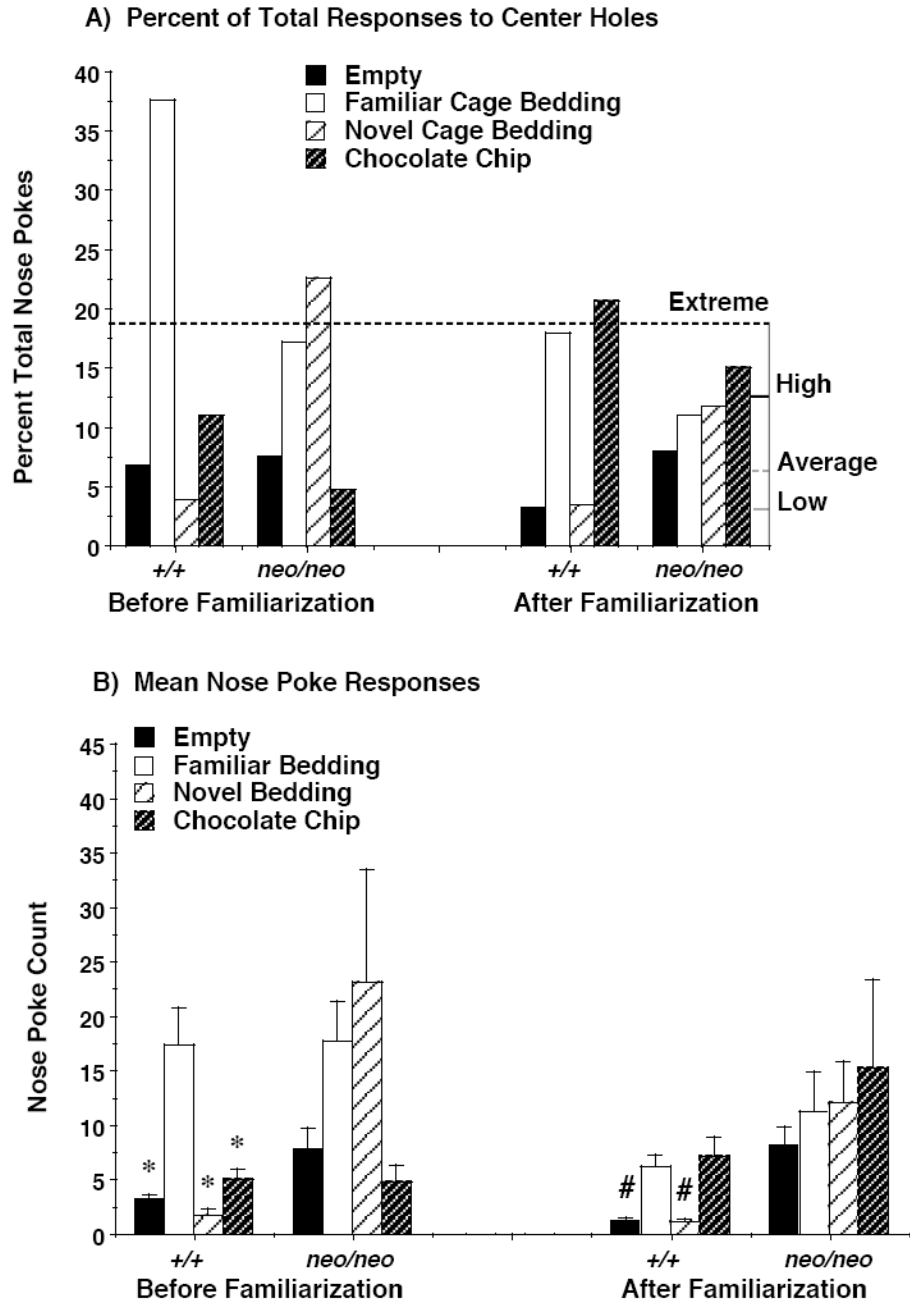 A) Percent of Total Responses to Center Holes
Empty
Familiar Cage Bedding
Novel Cage Bedding
Chocolate Chip
Percent Total Nose Pokes
40
35
30
25
20
15
10
5
0
Extreme
High
Average
Low
+/+ neo/neo +/+ neo/neo
Before Familiarization After Familiarization
B) Mean Nose Poke Responses
Empty
Familiar Bedding
Novel Bedding
Chocolate Chip
Nose Poke Count
45
40
35
30
25
20
15
10
5
0
* * *
# #
+/+ neo/neo +/+ neo/neo
Before Familiarization After Familiarization